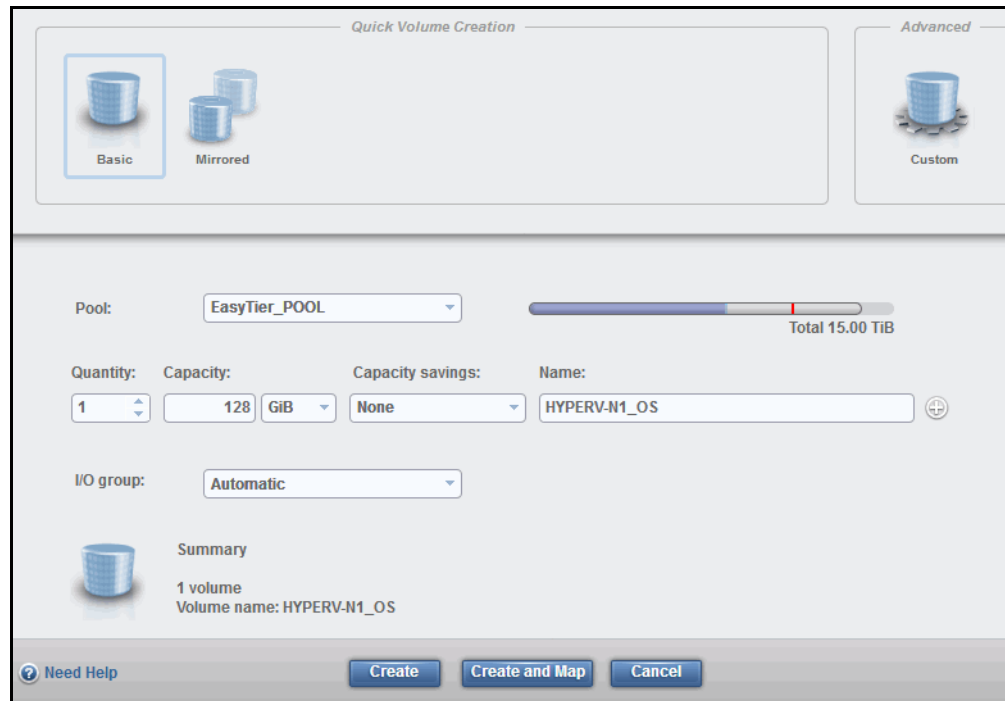 Quick Volume Creation
Advanced
Basic
Mirrored
Custom
Pool:
EasyTier_POOL
Total 15.00 TiB
Quantity:
Capacity:
Capacity savings:
Name:
1
128
GiB
None
HYPERV-N1_OS
I/O group:
Automatic
Summary
1 volume
Volume name: HYPERV-N1_OS
Need Help
Create
Create and Map
Cancel